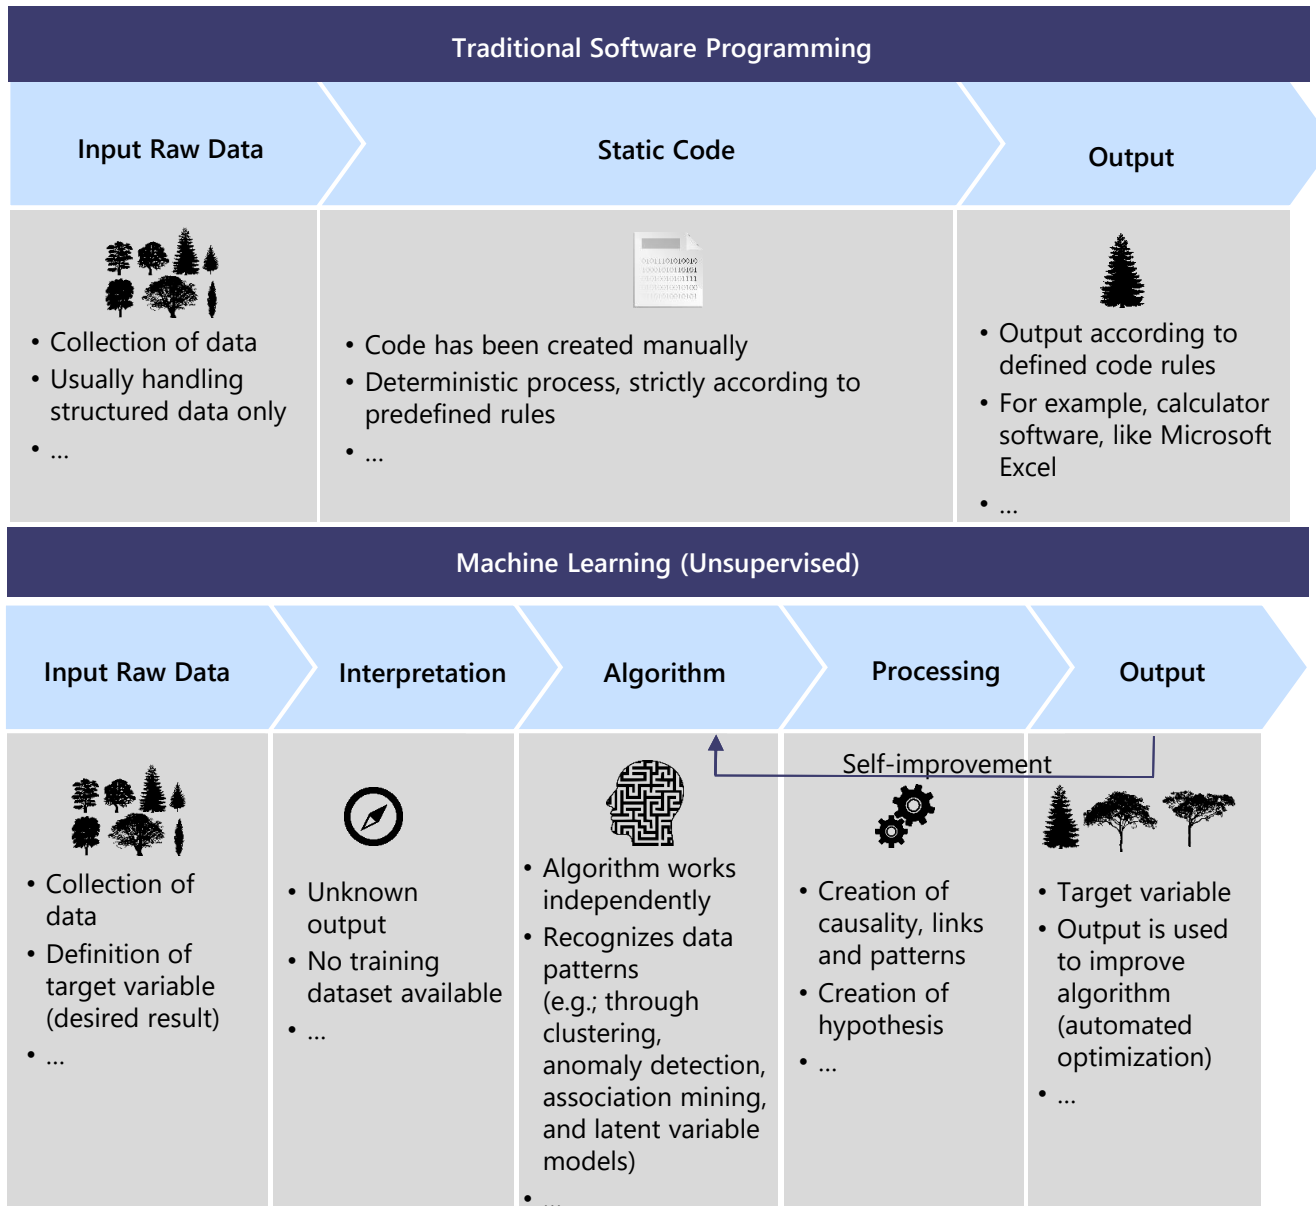 Traditional Software Programming
Input Raw Data
Static Code
Output
• Collection of data
• Usually handling
structured data only
• ...
01011101010010
• Code has been created manually
• Deterministic process, strictly according to
predefined rules
• ...
• Output according to
defined code rules
• For example, calculator
software, like Microsoft
Excel
• ...
Machine Learning (Unsupervised)
Input Raw Data
Interpretation
Algorithm
Processing
Output
Self-improvement
• Collection of
data
• Definition of
target variable
(desired result)
• ...
• Unknown
output
• No training
dataset available
• ...
• Algorithm works
independently
• Recognizes data
patterns
(e.g.; through
clustering,
anomaly detection,
association mining,
and latent variable
models)
• ...
• Creation of
causality, links
and patterns
• Creation of
hypothesis
• ...
• Target variable
• Output is used
to improve
algorithm
(automated
optimization)
• ...